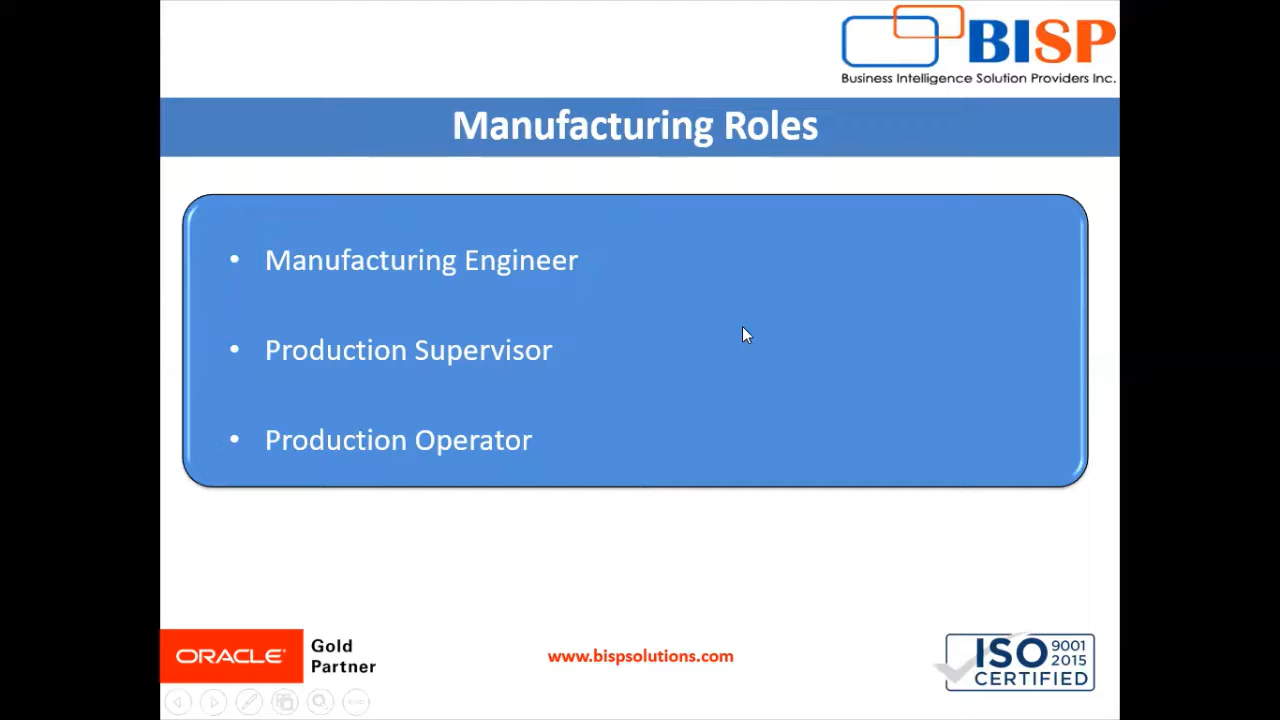 BISP
Business Intelligence Solution Providers Inc.
Manufacturing Roles
• Manufacturing Engineer
• Production Supervisor
• Production Operator
ORACLE
Gold
Partner
www.bispsolutions.com
ISO 9001
2015
CERTIFIED